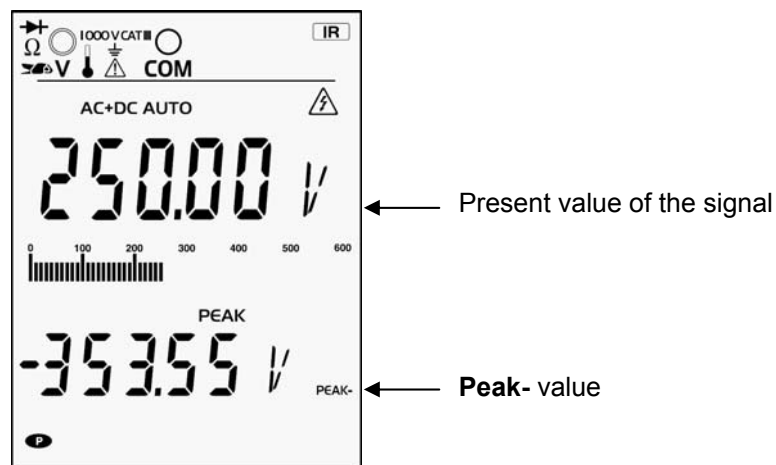 1000V CAT III IR
Ω
V COM
AC+DC AUTO
250.00 V
Present value of the signal
0 100 200 300 400 500 600
PEAK
-353.55 V
PEAK-
Peak- value
P